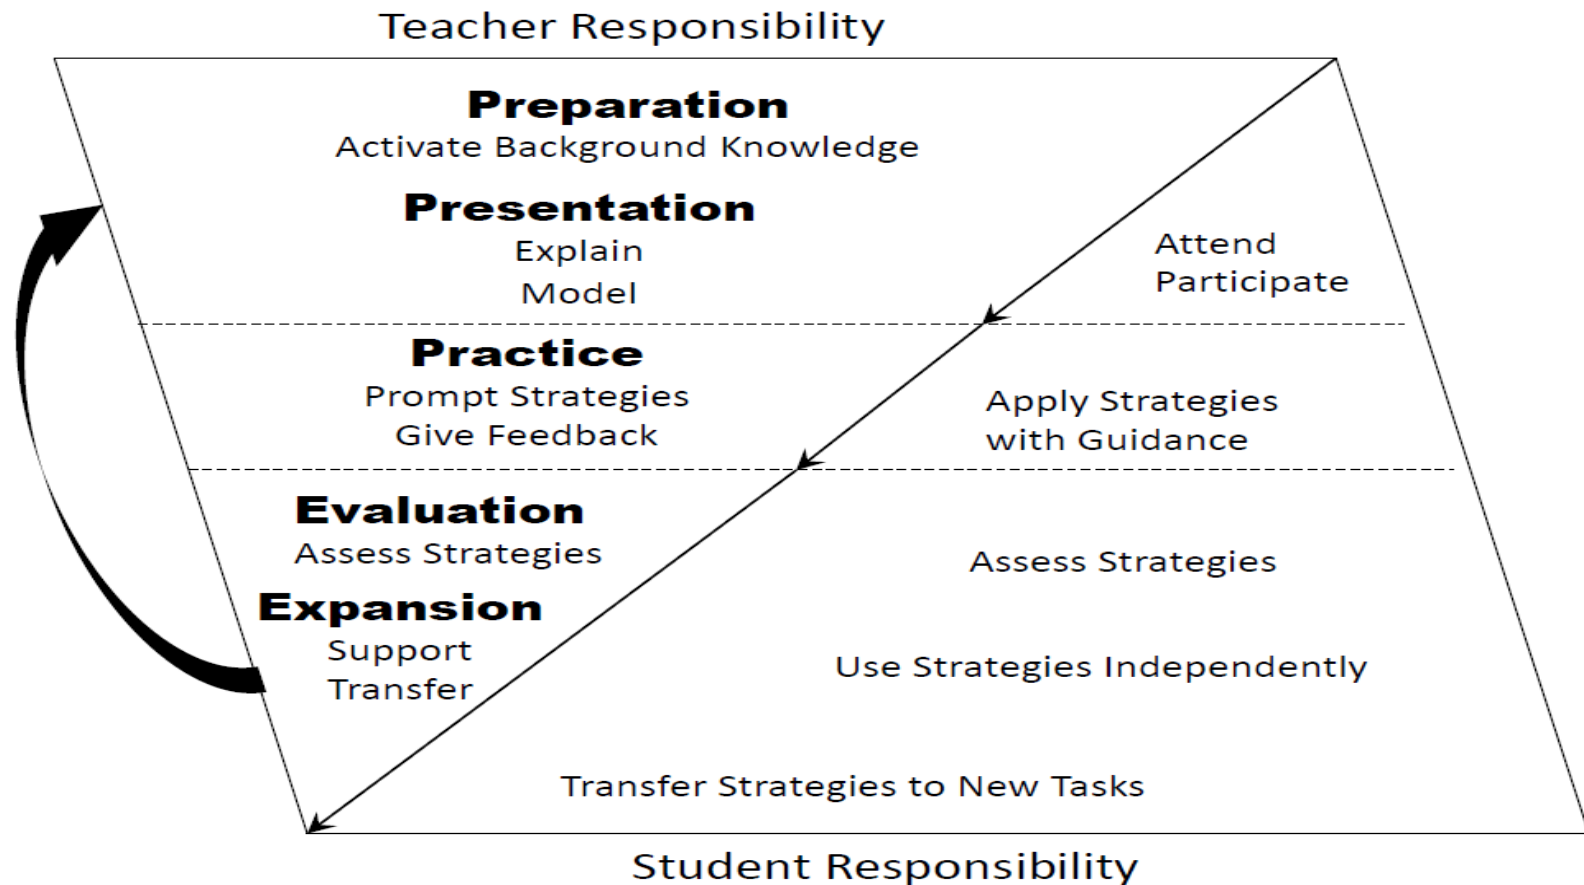 Teacher Responsibility
Preparation
Activate Background Knowledge
Presentation
Explain
Model
Attend
Participate
Practice
Prompt Strategies
Give Feedback
Apply Strategies
with Guidance
Evaluation
Assess Strategies
Assess Strategies
Expansion
Support
Transfer
Use Strategies Independently
Transfer Strategies to New Tasks
Student Responsibility